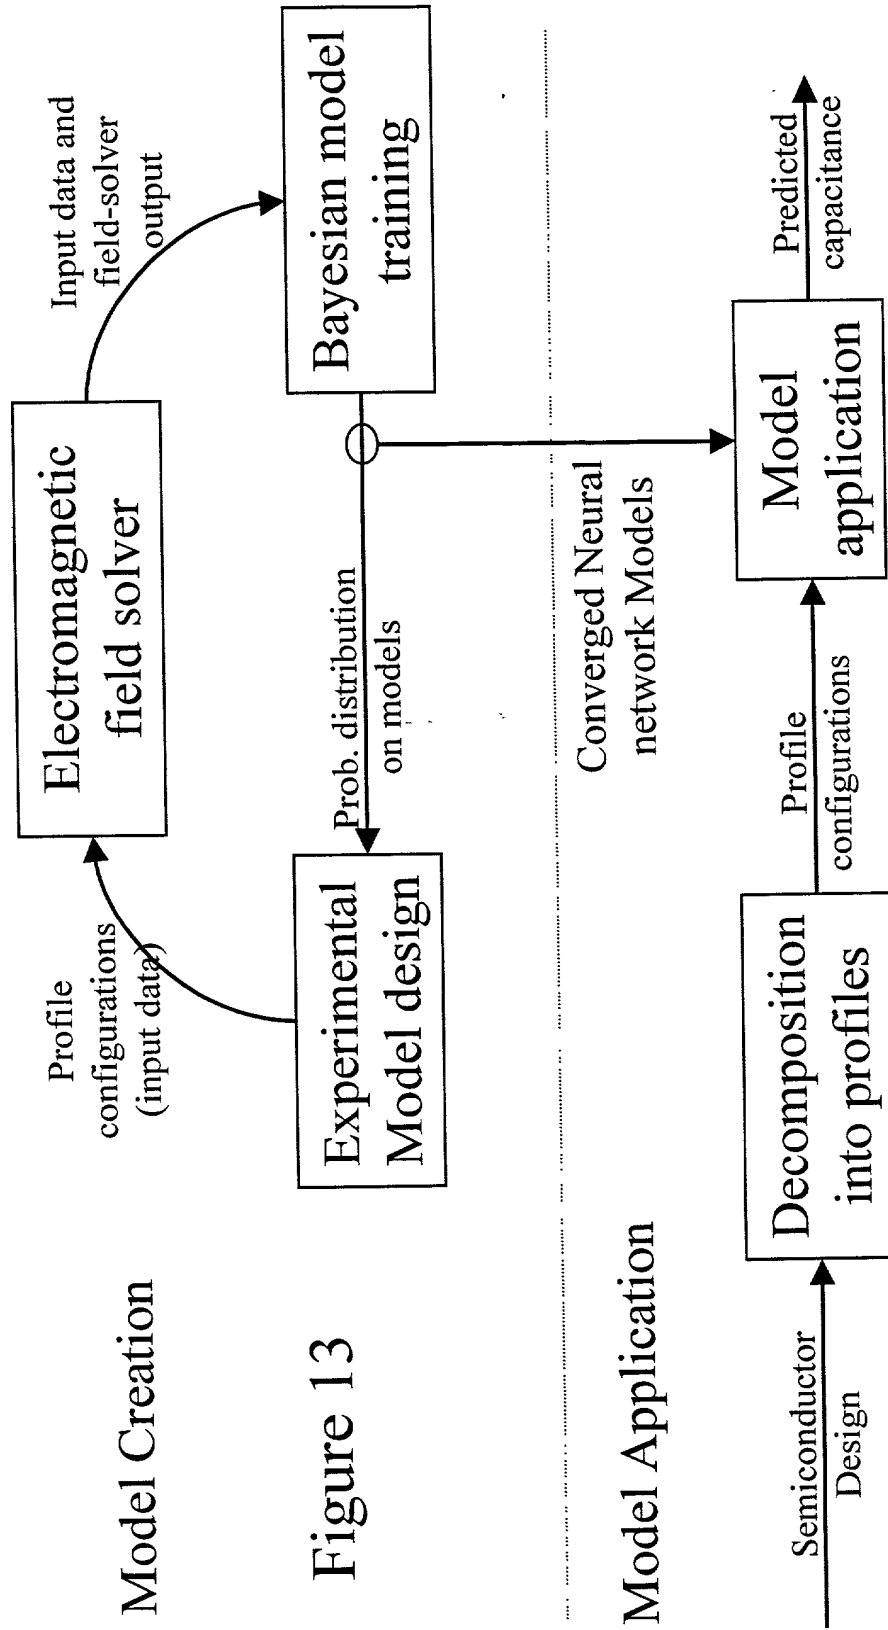 Model Creation
Profile
configurations
(input data)
Electromagnetic
field solver
Input data and
field-solver
output
Figure 13
Experimental
Model design
Prob. distribution
on models
Bayesian model
training
Model Application
Converged Neural
network Models
Semiconductor
Design
Decomposition
into profiles
Profile
configurations
Model
application
Predicted
capacitance